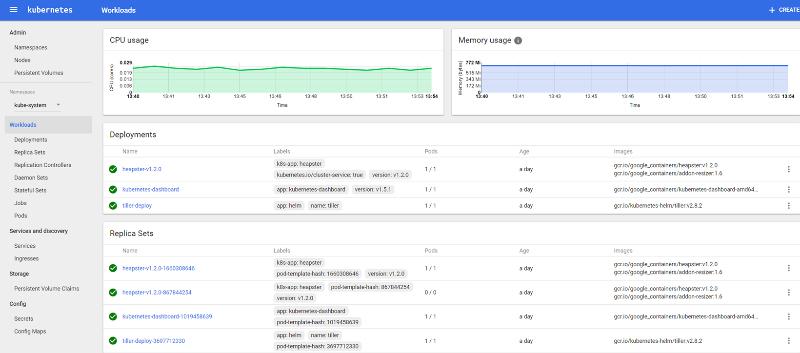 kubernetes
Workloads
+ CREATE
Admin
Namespaces
Nodes
Persistent Volumes
Namespace
kube-system
Workloads
Deployments
Replica Sets
Replication Controllers
Daemon Sets
Stateful Sets
Jobs
Pods
Services and discovery
Services
Ingresses
Storage
Persistent Volume Claims
Config
Secrets
Config Maps
CPU usage
CPU (cores)
0.029
0.019
0.013
0.006
0
13:40 13:41 13:43 13:45 13:46 13:48 13:50 13:51 13:53 13:54
Time
Memory usage
Memory (bytes)
772 Mi
515 Mi
343 Mi
172 Mi
0
13:40 13:41 13:43 13:45 13:46 13:48 13:50 13:51 13:53 13:54
Time
Deployments
Name Labels Pods Age Images
heapster-v1.2.0 k8s-app: heapster kubernetes.io/cluster-service: true version: v1.2.0 1 / 1 a day gcr.io/google_containers/heapster:v1.2.0 gcr.io/google_containers/addon-resizer:1.6
kubernetes-dashboard app: kubernetes-dashboard version: v1.5.1 1 / 1 a day gcr.io/google_containers/kubernetes-dashboard-amd64...
tiller-deploy app: helm name: tiller 1 / 1 a day gcr.io/kubernetes-helm/tiller:v2.8.2
Replica Sets
Name Labels Pods Age Images
heapster-v1.2.0-1660308646 k8s-app: heapster pod-template-hash: 1660308646 version: v1.2.0 1 / 1 a day gcr.io/google_containers/heapster:v1.2.0 gcr.io/google_containers/addon-resizer:1.6
heapster-v1.2.0-867844254 k8s-app: heapster pod-template-hash: 867844254 version: v1.2.0 0 / 0 a day gcr.io/google_containers/heapster:v1.2.0 gcr.io/google_containers/addon-resizer:1.6
kubernetes-dashboard-1019458639 app: kubernetes-dashboard pod-template-hash: 1019458639 1 / 1 a day gcr.io/google_containers/kubernetes-dashboard-amd64...
tiller-deploy-3697712330 app: helm name: tiller pod-template-hash: 3697712330 1 / 1 a day gcr.io/kubernetes-helm/tiller:v2.8.2